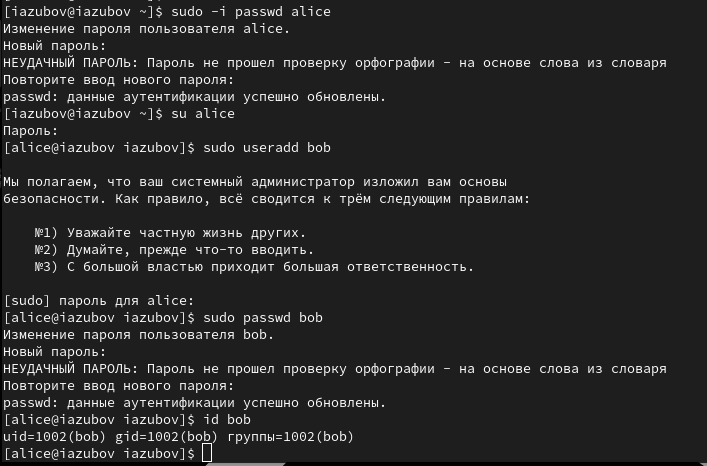 [iazubov@iazubov ~]$ sudo -i passwd alice
Изменение пароля пользователя alice.
Новый пароль:
НЕУДАЧНЫЙ ПАРОЛЬ: Пароль не прошел проверку орфографии - на основе слова из словаря
Повторите ввод нового пароля:
passwd: данные аутентификации успешно обновлены.
[iazubov@iazubov ~]$ su alice
Пароль:
[alice@iazubov iazubov]$ sudo useradd bob
Мы полагаем, что ваш системный администратор изложил вам основы
безопасности. Как правило, всё сводится к трём следующим правилам:
№1) Уважайте частную жизнь других.
№2) Думайте, прежде что-то вводить.
№3) С большой властью приходит большая ответственность.
[sudo] пароль для alice:
[alice@iazubov iazubov]$ sudo passwd bob
Изменение пароля пользователя bob.
Новый пароль:
НЕУДАЧНЫЙ ПАРОЛЬ: Пароль не прошел проверку орфографии - на основе слова из словаря
Повторите ввод нового пароля:
passwd: данные аутентификации успешно обновлены.
[alice@iazubov iazubov]$ id bob
uid=1002(bob) gid=1002(bob) группы=1002(bob)
[alice@iazubov iazubov]$